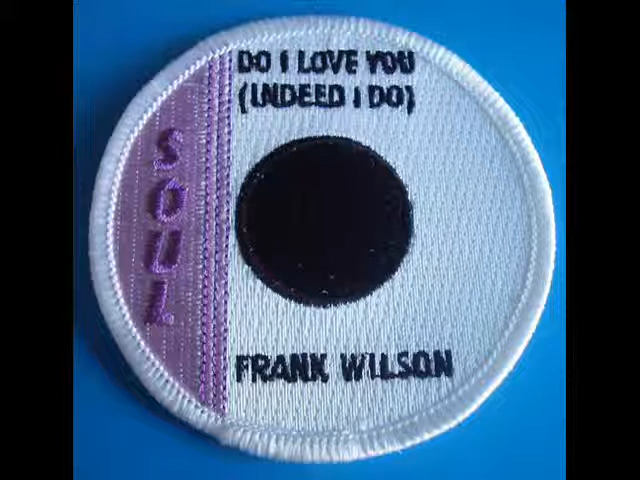 DO I LOVE YOU
(INDEED I DO)
SOUL
FRANK WILSON